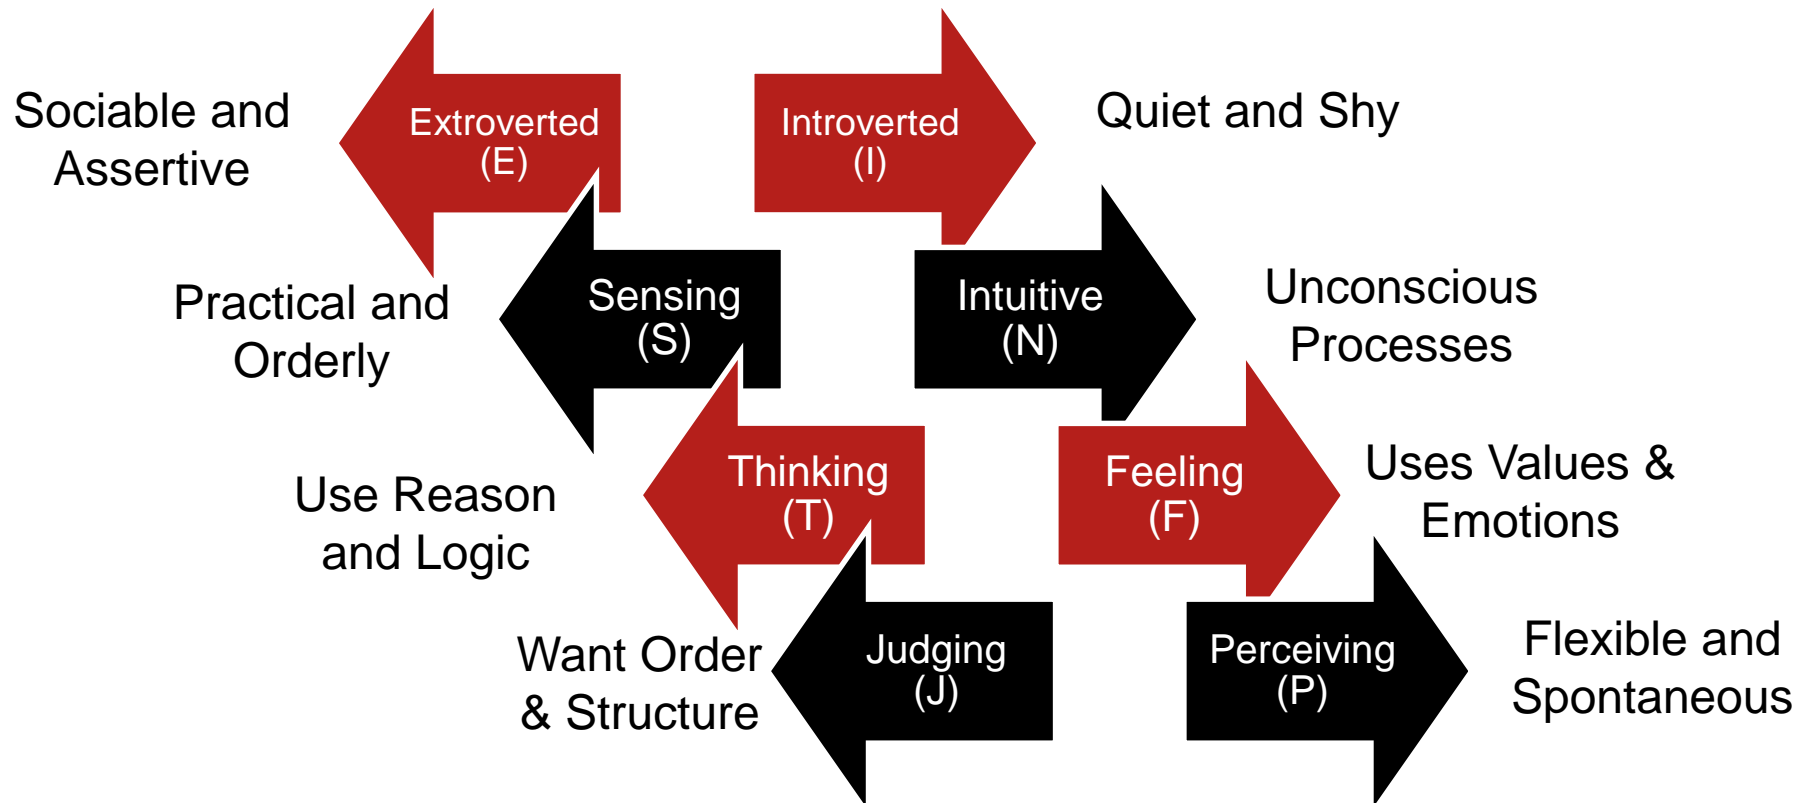 Sociable and
Assertive
Extroverted
(E)
Introverted
(I)
Quiet and Shy
Practical and
Orderly
Sensing
(S)
Intuitive
(N)
Unconscious
Processes
Use Reason
and Logic
Thinking
(T)
Feeling
(F)
Uses Values &
Emotions
Want Order
& Structure
Judging
(J)
Perceiving
(P)
Flexible and
Spontaneous